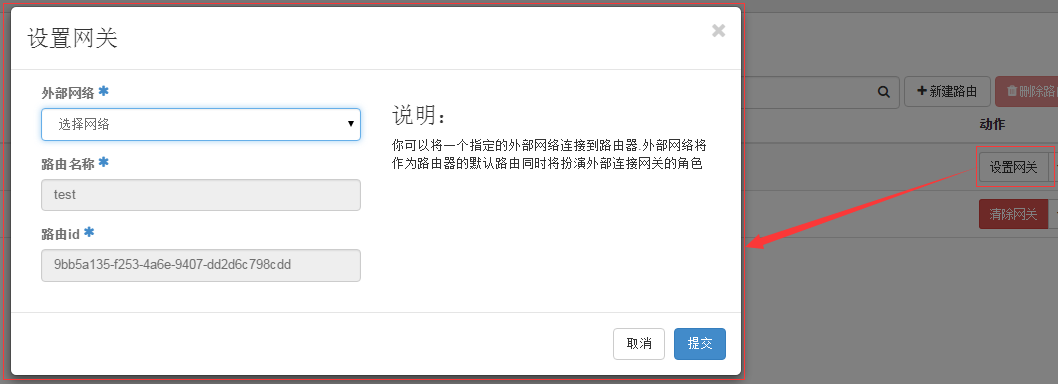 设置网关
×
外部网络 *
选择网络
路由名称 *
test
路由id *
9bb5a135-f253-4a6e-9407-dd2d6c798cdd
说明：
你可以将一个指定的外部网络连接到路由器.外部网络将
作为路由器的默认路由同时将扮演外部连接网关的角色
取消
提交
+新建路由
删除路
动作
设置网关
清除网关